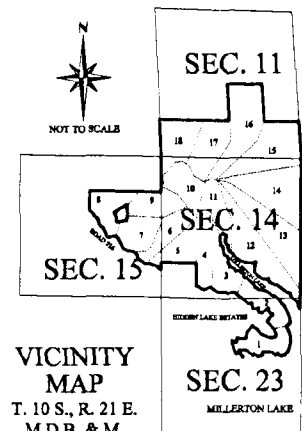 N
NOT TO SCALE
SEC. 11
16
18
17
15
8
9
10
11
14
SEC. 14
7
6
5
12
13
SEC. 15
4
3
HIDDEN LAKE ESTATES
1
VICINITY
MAP
SEC. 23
T. 10 S., R. 21 E.
MILLERTON LAKE
M.D.B. & M.